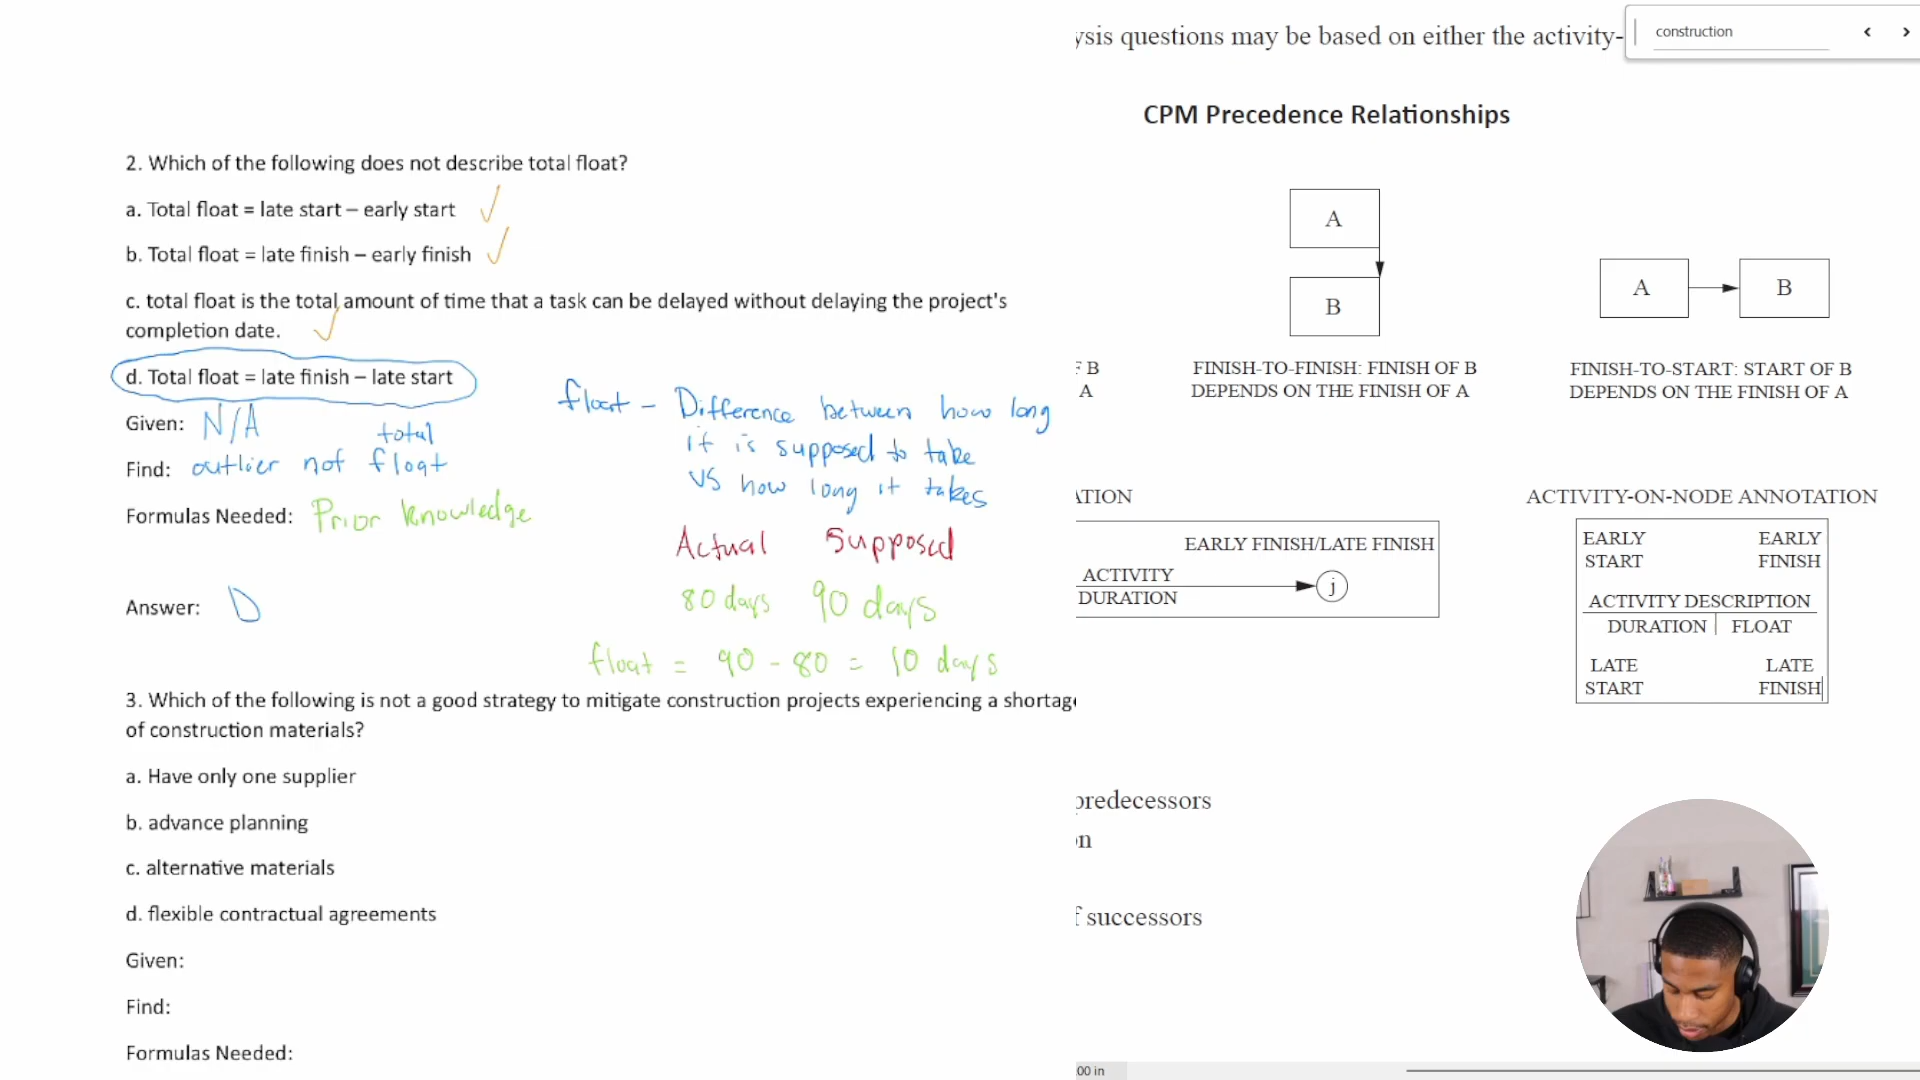 2. Which of the following does not describe total float?
a. Total float = late start – early start
b. Total float = late finish – early finish
c. total float is the total amount of time that a task can be delayed without delaying the project's
completion date.
d. Total float = late finish – late start
Given: N/A
total
Find: outlier not float
Formulas Needed: Prior knowledge
Answer: D
float - Difference between how long
it is supposed to take
vs how long it takes
Actual Supposed
80 days 90 days
float = 90 - 80 = 10 days
3. Which of the following is not a good strategy to mitigate construction projects experiencing a shortage
of construction materials?
a. Have only one supplier
b. advance planning
c. alternative materials
d. flexible contractual agreements
Given:
Find:
Formulas Needed:
ysis questions may be based on either the activity-
construction
CPM Precedence Relationships
A
B
A B
F B
A
FINISH-TO-FINISH: FINISH OF B
DEPENDS ON THE FINISH OF A
FINISH-TO-START: START OF B
DEPENDS ON THE FINISH OF A
ATION
EARLY FINISH/LATE FINISH
ACTIVITY
DURATION
j
ACTIVITY-ON-NODE ANNOTATION
EARLY EARLY
START FINISH
ACTIVITY DESCRIPTION
DURATION | FLOAT
LATE LATE
START FINISH
predecessors
on
f successors
00 in